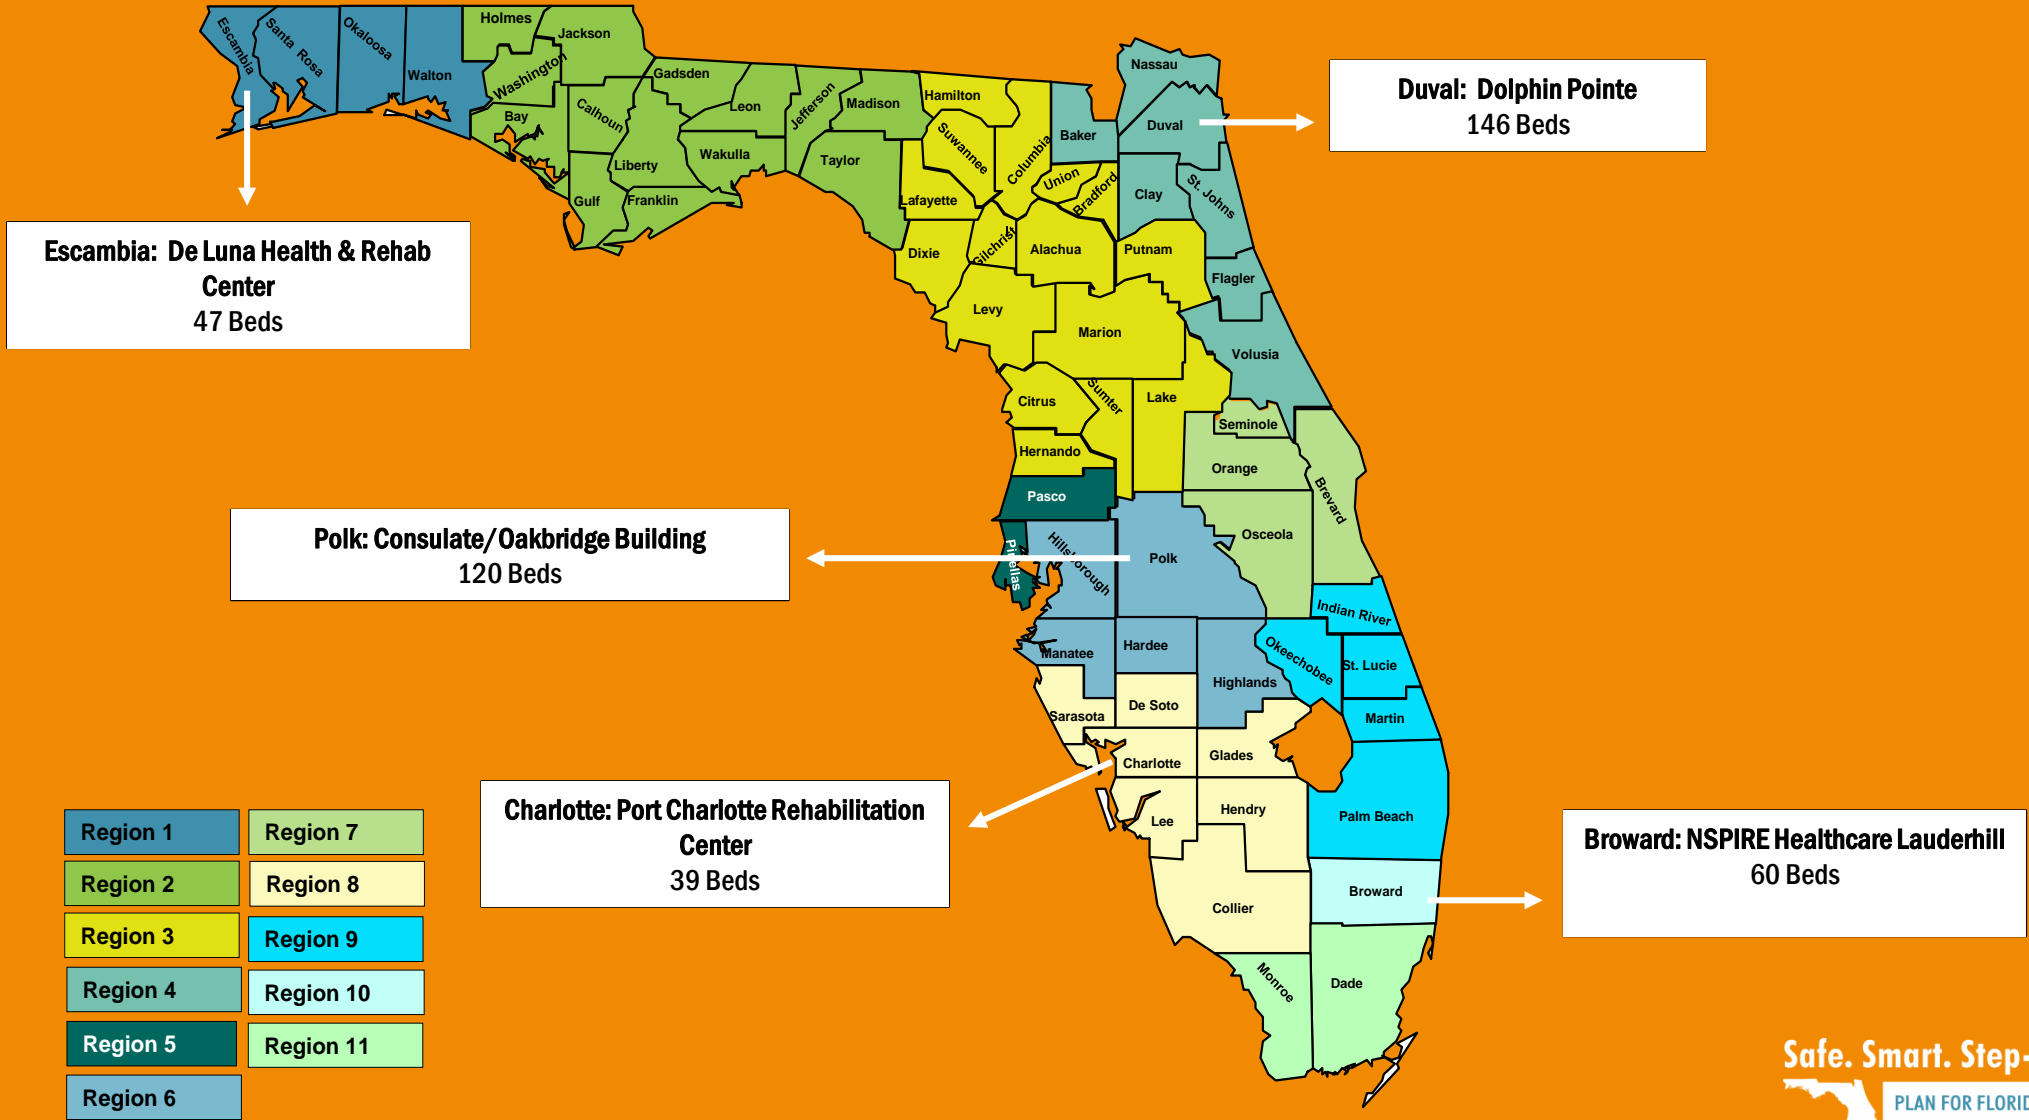 Escambia
Santa Rosa
Okaloosa
Walton
Holmes
Jackson
Washington
Bay
Calhoun
Gulf
Gadsden
Liberty
Franklin
Leon
Wakulla
Jefferson
Madison
Taylor
Hamilton
Suwannee
Lafayette
Columbia
Dixie
Gilchrist
Union
Bradford
Alachua
Levy
Marion
Putnam
Nassau
Duval
Baker
Clay
St. Johns
Flagler
Volusia
Citrus
Sumter
Lake
Hernando
Seminole
Orange
Brevard
Pasco
Pinellas
Hillsborough
Polk
Osceola
Indian River
Manatee
Hardee
Highlands
Okeechobee
St. Lucie
Sarasota
De Soto
Martin
Charlotte
Glades
Lee
Hendry
Palm Beach
Collier
Broward
Monroe
Dade
Duval: Dolphin Pointe
146 Beds
Escambia: De Luna Health & Rehab
Center
47 Beds
Polk: Consulate/Oakbridge Building
120 Beds
Charlotte: Port Charlotte Rehabilitation
Center
39 Beds
Broward: NSPIRE Healthcare Lauderhill
60 Beds
Region 1
Region 2
Region 3
Region 4
Region 5
Region 6
Region 7
Region 8
Region 9
Region 10
Region 11
Safe. Smart. Step-
PLAN FOR FLORID